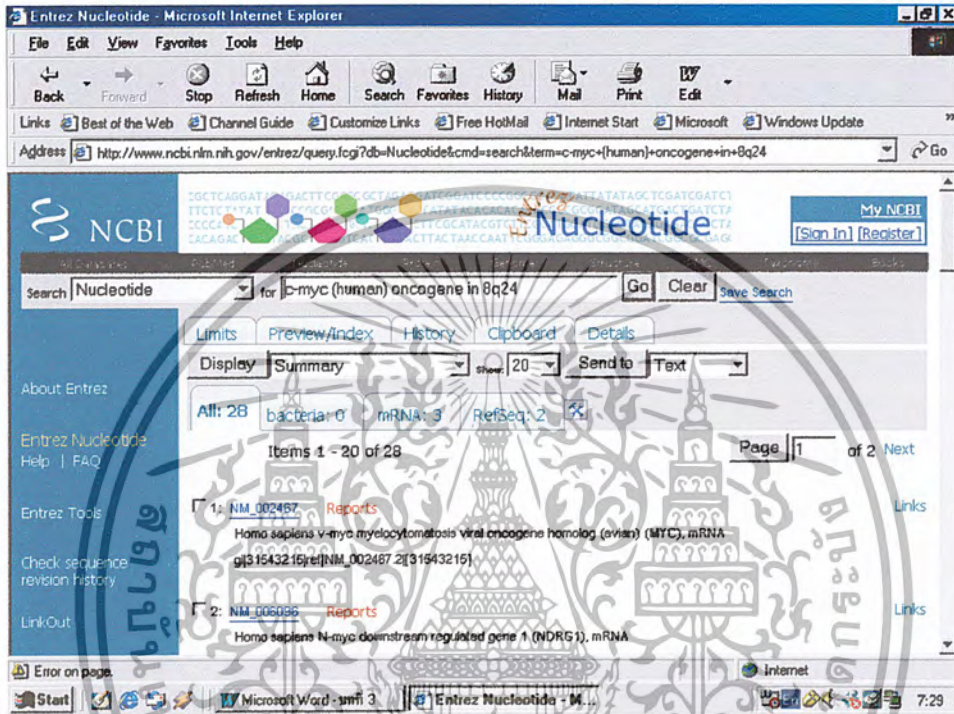 Entrez Nucleotide - Microsoft Internet Explorer
File Edit View Favorites Tools Help
Back Forward Stop Refresh Home Search Favorites History Mail Print Edit
Links Best of the Web Channel Guide Customize Links Free HotMail Internet Start Microsoft Windows Update
Address http://www.ncbi.nlm.nih.gov/entrez/query.fcgi?db=Nucleotide&cmd=search&term=c-myc+(human)+oncogene+in+8q24 Go
NCBI Entrez Nucleotide My NCBI
[Sign In] [Register]
Search Nucleotide for c-myc (human) oncogene in 8q24 Go Clear Save Search
Limits Preview/Index History Clipboard Details
Display Summary Show: 20 Send to Text
About Entrez
All: 28 bacteria: 0 mRNA: 3 RefSeq: 2
Entrez Nucleotide
Help | FAQ
Items 1 - 20 of 28 Page 1 of 2 Next
Entrez Tools
1: NM_002467 Reports Links
Homo sapiens v-myc myelocytomatosis viral oncogene homolog (avian) (MYC), mRNA
gi|31543215|ref|NM_002467.2|[31543215]
Check sequence
revision history
LinkOut
2: NM_006096 Reports Links
Homo sapiens N-myc downstream regulated gene 1 (NDRG1), mRNA
Error on page. Internet
Start Microsoft Word - บทที่ 3 Entrez Nucleotide - M... 7:29